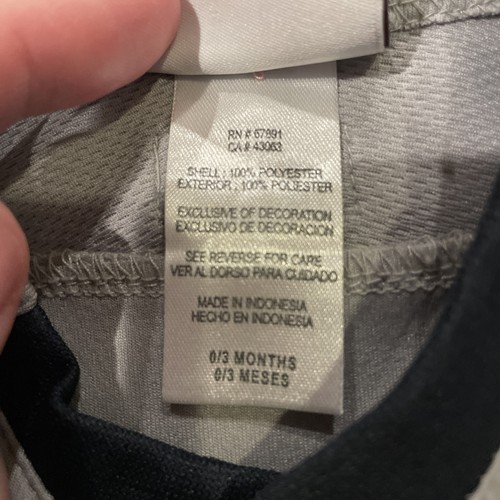 RN # 67891
CA # 43063
SHELL : 100% POLYESTER
EXTERIOR : 100% POLIESTER
EXCLUSIVE OF DECORATION
EXCLUSIVO DE DECORACIÓN
SEE REVERSE FOR CARE
VER AL DORSO PARA CUIDADO
MADE IN INDONESIA
HECHO EN INDONESIA
0/3 MONTHS
0/3 MESES